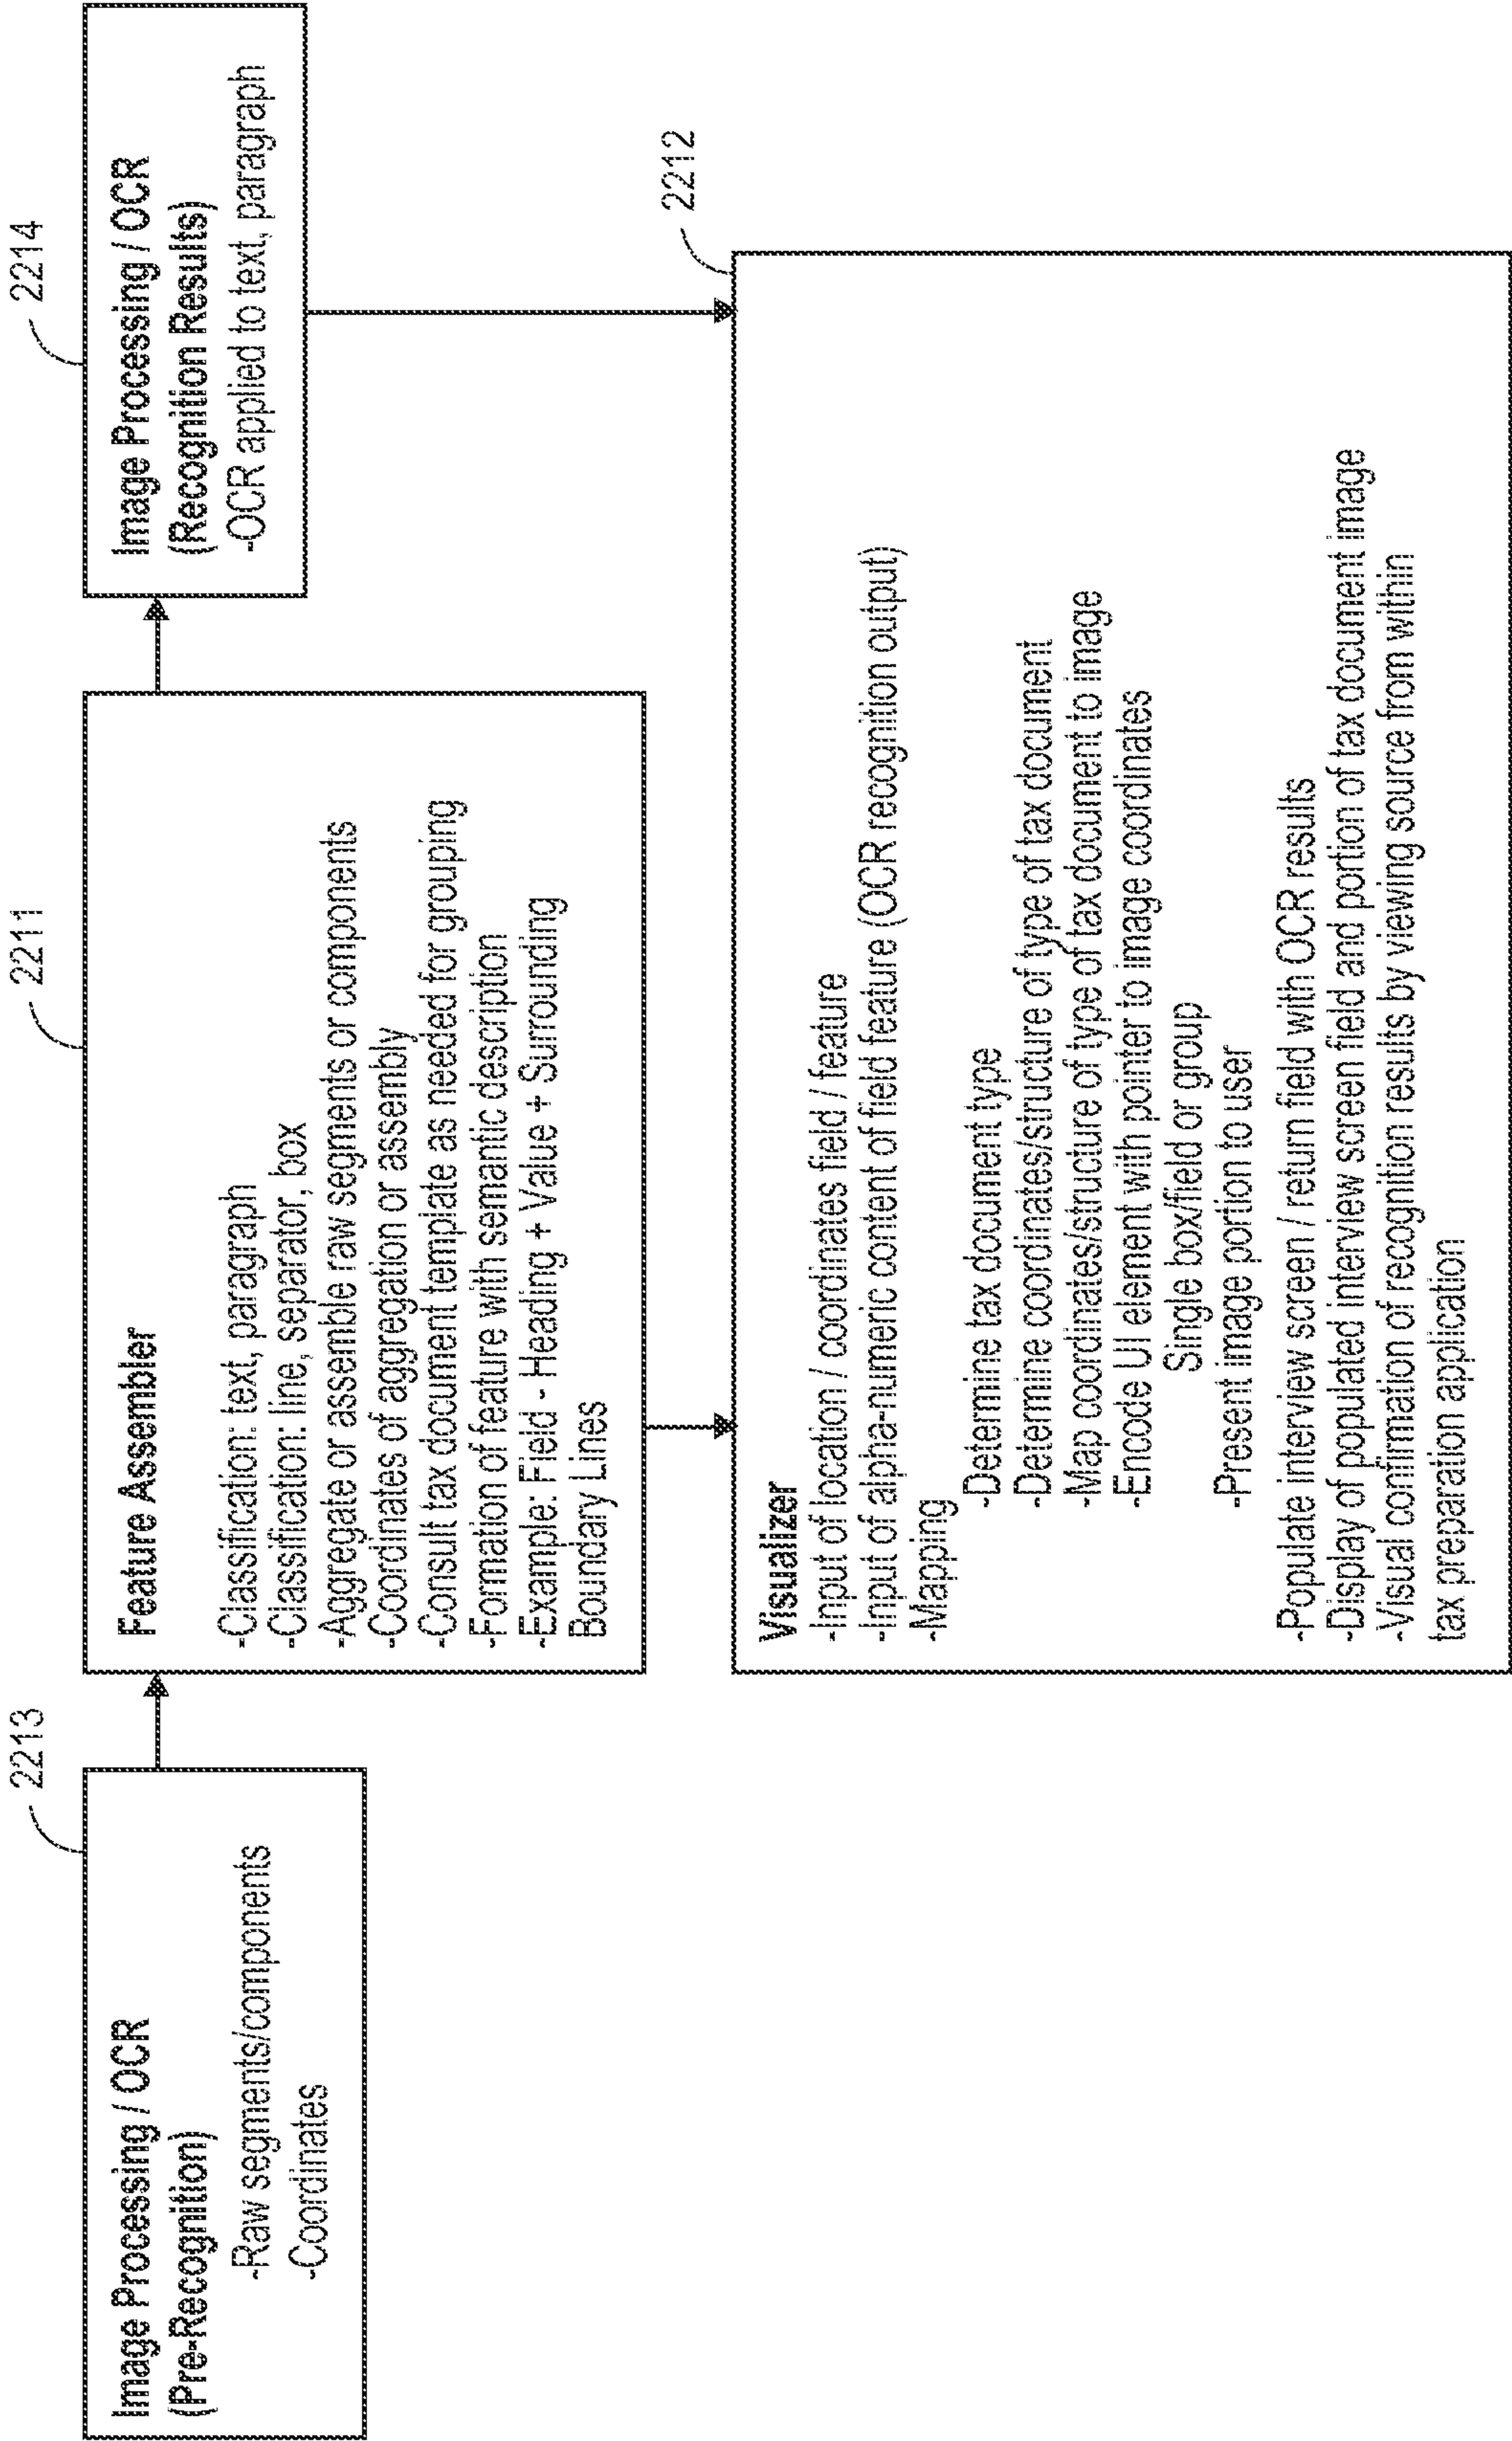 2213
Image Processing / OCR
(Pre-Recognition)
-Raw segments/components
-Coordinates
2211
Feature Assembler
-Classification: text, paragraph
-Classification: line, separator, box
-Aggregate or assemble raw segments or components
-Coordinates of aggregation or assembly
-Consult tax document template as needed for grouping
-Formation of feature with semantic description
-Example: Field - Heading + Value + Surrounding
Boundary Lines
2214
Image Processing / OCR
(Recognition Results)
-OCR applied to text, paragraph
2212
Visualizer
-Input of location / coordinates field / feature
-Input of alpha-numeric content of field feature (OCR recognition output)
-Mapping
-Determine tax document type
-Determine coordinates/structure of type of tax document
-Map coordinates/structure of type of tax document to image
-Encode UI element with pointer to image coordinates
Single box/field or group
-Present image portion to user
-Populate interview screen / return field with OCR results
-Display of populated interview screen field and portion of tax document image
-Visual confirmation of recognition results by viewing source from within
tax preparation application